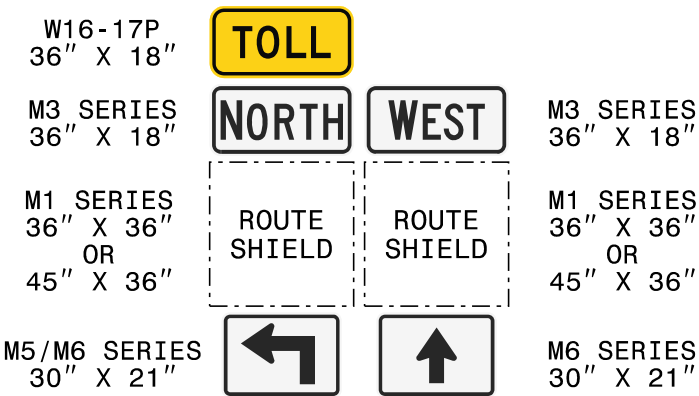 W16-17P
36" X 18"
TOLL
M3 SERIES
36" X 18"
NORTH
WEST
M3 SERIES
36" X 18"
M1 SERIES
36" X 36"
OR
45" X 36"
ROUTE
SHIELD
ROUTE
SHIELD
M1 SERIES
36" X 36"
OR
45" X 36"
M5/M6 SERIES
30" X 21"
M6 SERIES
30" X 21"